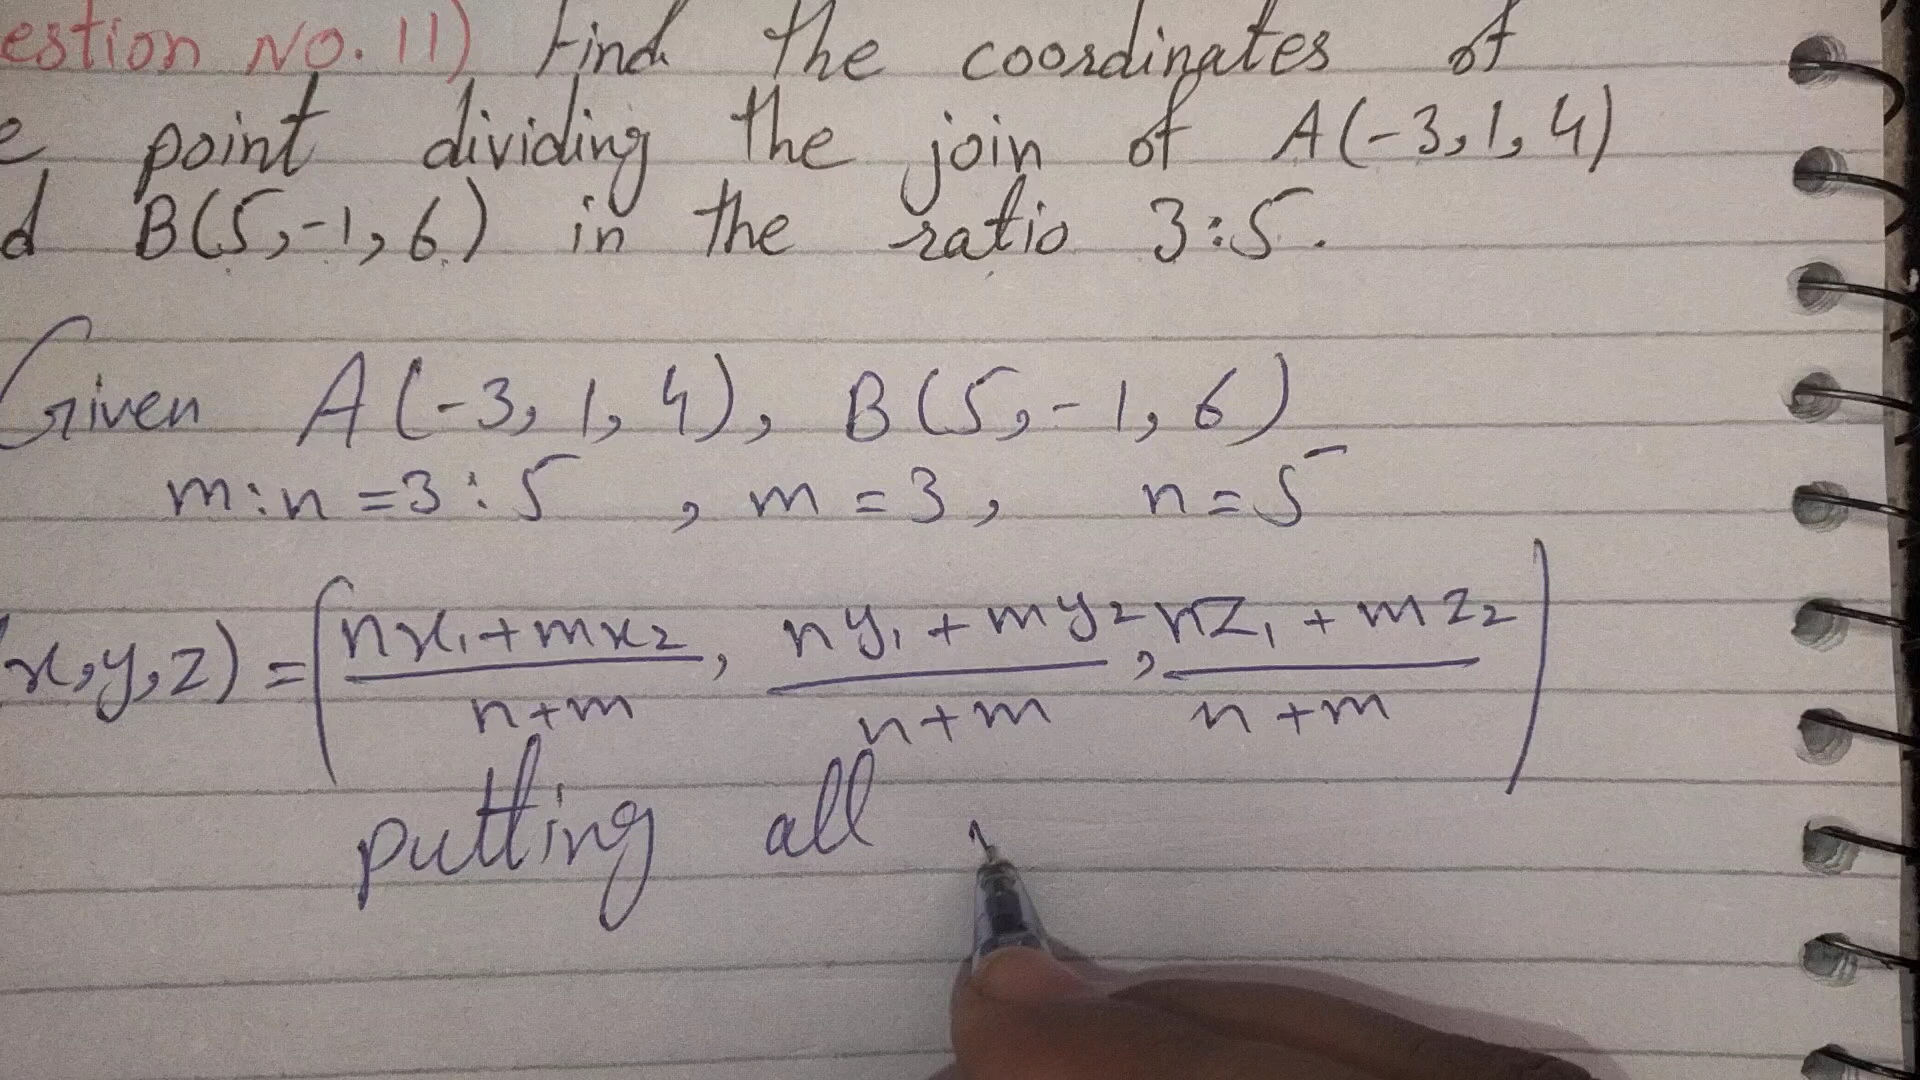 estion No. 11) Find the coordinates of
e point dividing the join of A(-3,1,4)
d B(5,-1,6) in the ratio 3:5.
Given A(-3,1,4), B(5,-1,6)
m:n=3:5 , m=3, n=5
(x,y,z) = (nx₁+mx₂/n+m, ny₁+my₂/n+m, nz₁+mz₂/n+m)
putting all